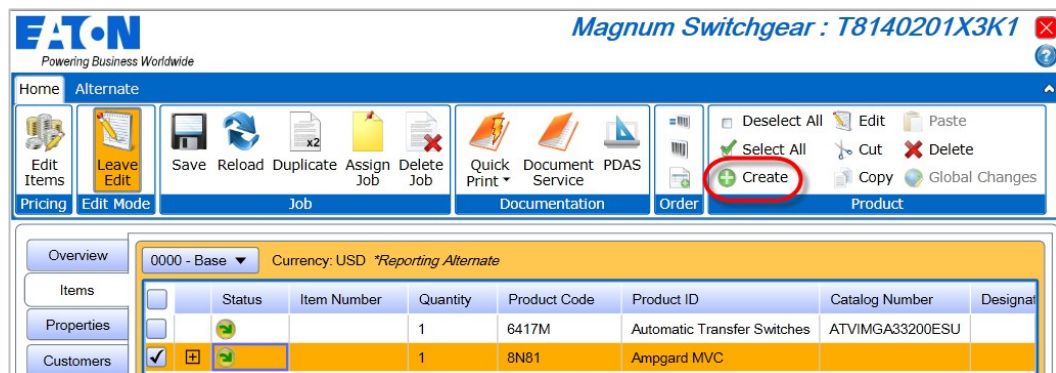 EATON
Powering Business Worldwide
Magnum Switchgear : T8140201X3K1
Home Alternate
Edit Items
Leave Edit
Save Reload Duplicate Assign Job Delete Job
x2
Quick Print Document Service PDAS
Deselect All Edit Paste
Select All Cut Delete
Create Copy Global Changes
Pricing Edit Mode Job Documentation Order Product
Overview
Items
Properties
Customers
0000 - Base Currency: USD *Reporting Alternate
Status Item Number Quantity Product Code Product ID Catalog Number Designat
1 6417M Automatic Transfer Switches ATVIMGA33200ESU
1 8N81 Ampgard MVC